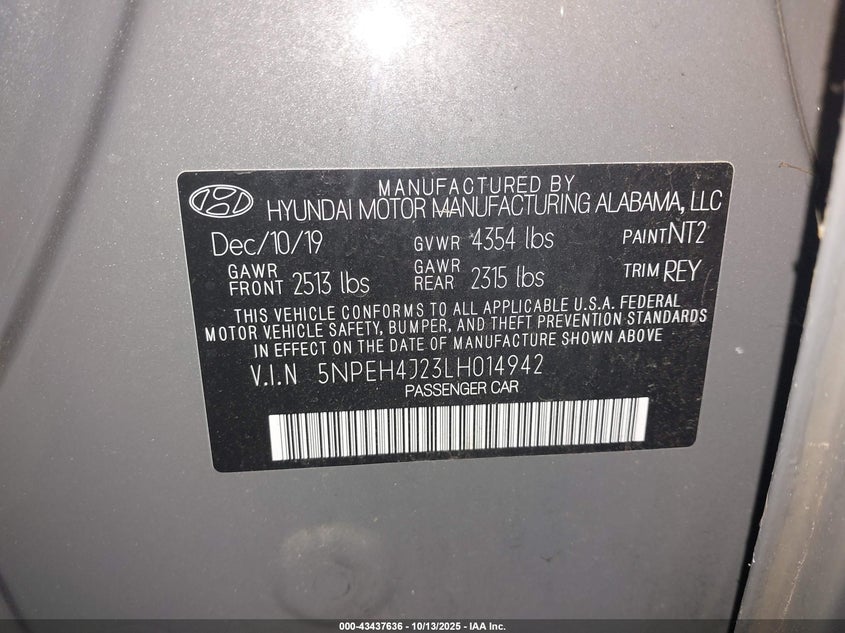 MANUFACTURED BY
HYUNDAI MOTOR MANUFACTURING ALABAMA, LLC
Dec/10/19 GVWR 4354 lbs PAINT NT2
GAWR FRONT 2513 lbs GAWR REAR 2315 lbs TRIM REY
THIS VEHICLE CONFORMS TO ALL APPLICABLE U.S.A. FEDERAL
MOTOR VEHICLE SAFETY, BUMPER, AND THEFT PREVENTION STANDARDS
IN EFFECT ON THE DATE OF MANUFACTURE SHOWN ABOVE
V.I.N 5NPEH4J23LH014942
PASSENGER CAR
000-43437636 - 10/13/2025 - IAA Inc.